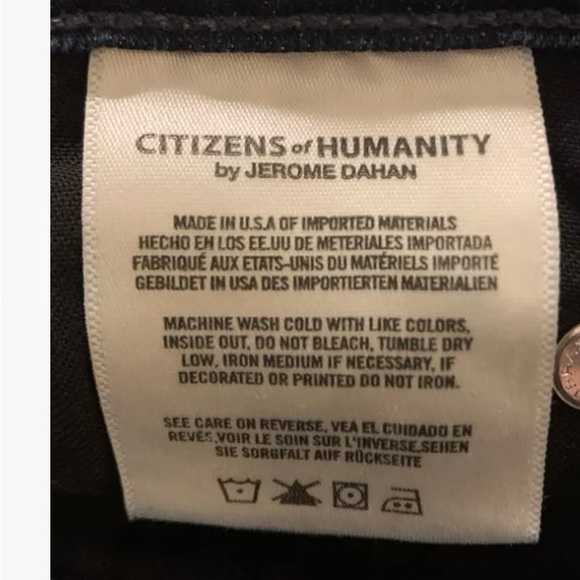 CITIZENS of HUMANITY
by JEROME DAHAN
MADE IN U.S.A OF IMPORTED MATERIALS
HECHO EN LOS EE.UU DE METERIALES IMPORTADA
FABRIQUÉ AUX ETATS-UNIS DU MATÉRIELS IMPORTÉ
GEBILDET IN USA DES IMPORTIERTEN MATERIALIEN
MACHINE WASH COLD WITH LIKE COLORS,
INSIDE OUT, DO NOT BLEACH, TUMBLE DRY
LOW, IRON MEDIUM IF NECESSARY, IF
DECORATED OR PRINTED DO NOT IRON.
SEE CARE ON REVERSE, VEA EL CUIDADO EN
REVÉS,VOIR LE SOIN SUR L'INVERSE,SEHEN
SIE SORGFALT AUF RÜCKSEITE